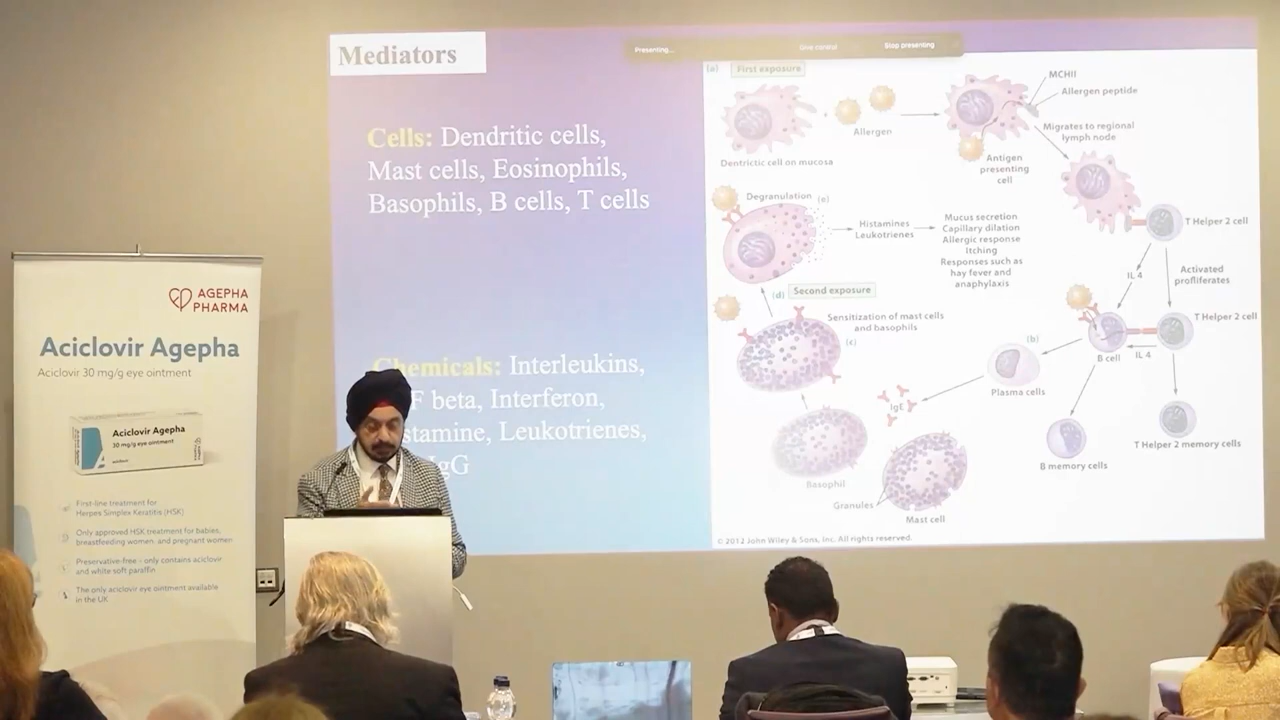 Mediators
Presenting...
Give control
Stop presenting
Cells: Dendritic cells,
Mast cells, Eosinophils,
Basophils, B cells, T cells
Chemicals: Interleukins,
F beta, Interferon,
stamine, Leukotrienes,
IgG
(a) First exposure
Dentrictic cell on mucosa
Allergen
MCHII
Allergen peptide
Migrates to regional
lymph node
Antigen
presenting
cell
T Helper 2 cell
IL 4
Activated
profliferates
T Helper 2 cell
Degranulation (e)
Histamines
Leukotrienes
Mucus secretion
Capillary dilation
Allergic response
Itching
Responses such as
hay fever and
anaphylaxis
(d) Second exposure
Sensitization of mast cells
and basophils
(c)
(b)
B cell
IL 4
Plasma cells
IgE
T Helper 2 memory cells
B memory cells
Basophil
Granules
Mast cell
© 2012 John Wiley & Sons, Inc. All rights reserved.
AGEPHA
PHARMA
Aciclovir Agepha
Aciclovir 30 mg/g eye ointment
Aciclovir Agepha
30 mg/g eye ointment
First-line treatment for
Herpes Simplex Keratitis (HSK)
Only approved HSK treatment for babies,
breastfeeding women, and pregnant women
Preservative-free - only contains aciclovir
and white soft paraffin
The only aciclovir eye ointment available
in the UK